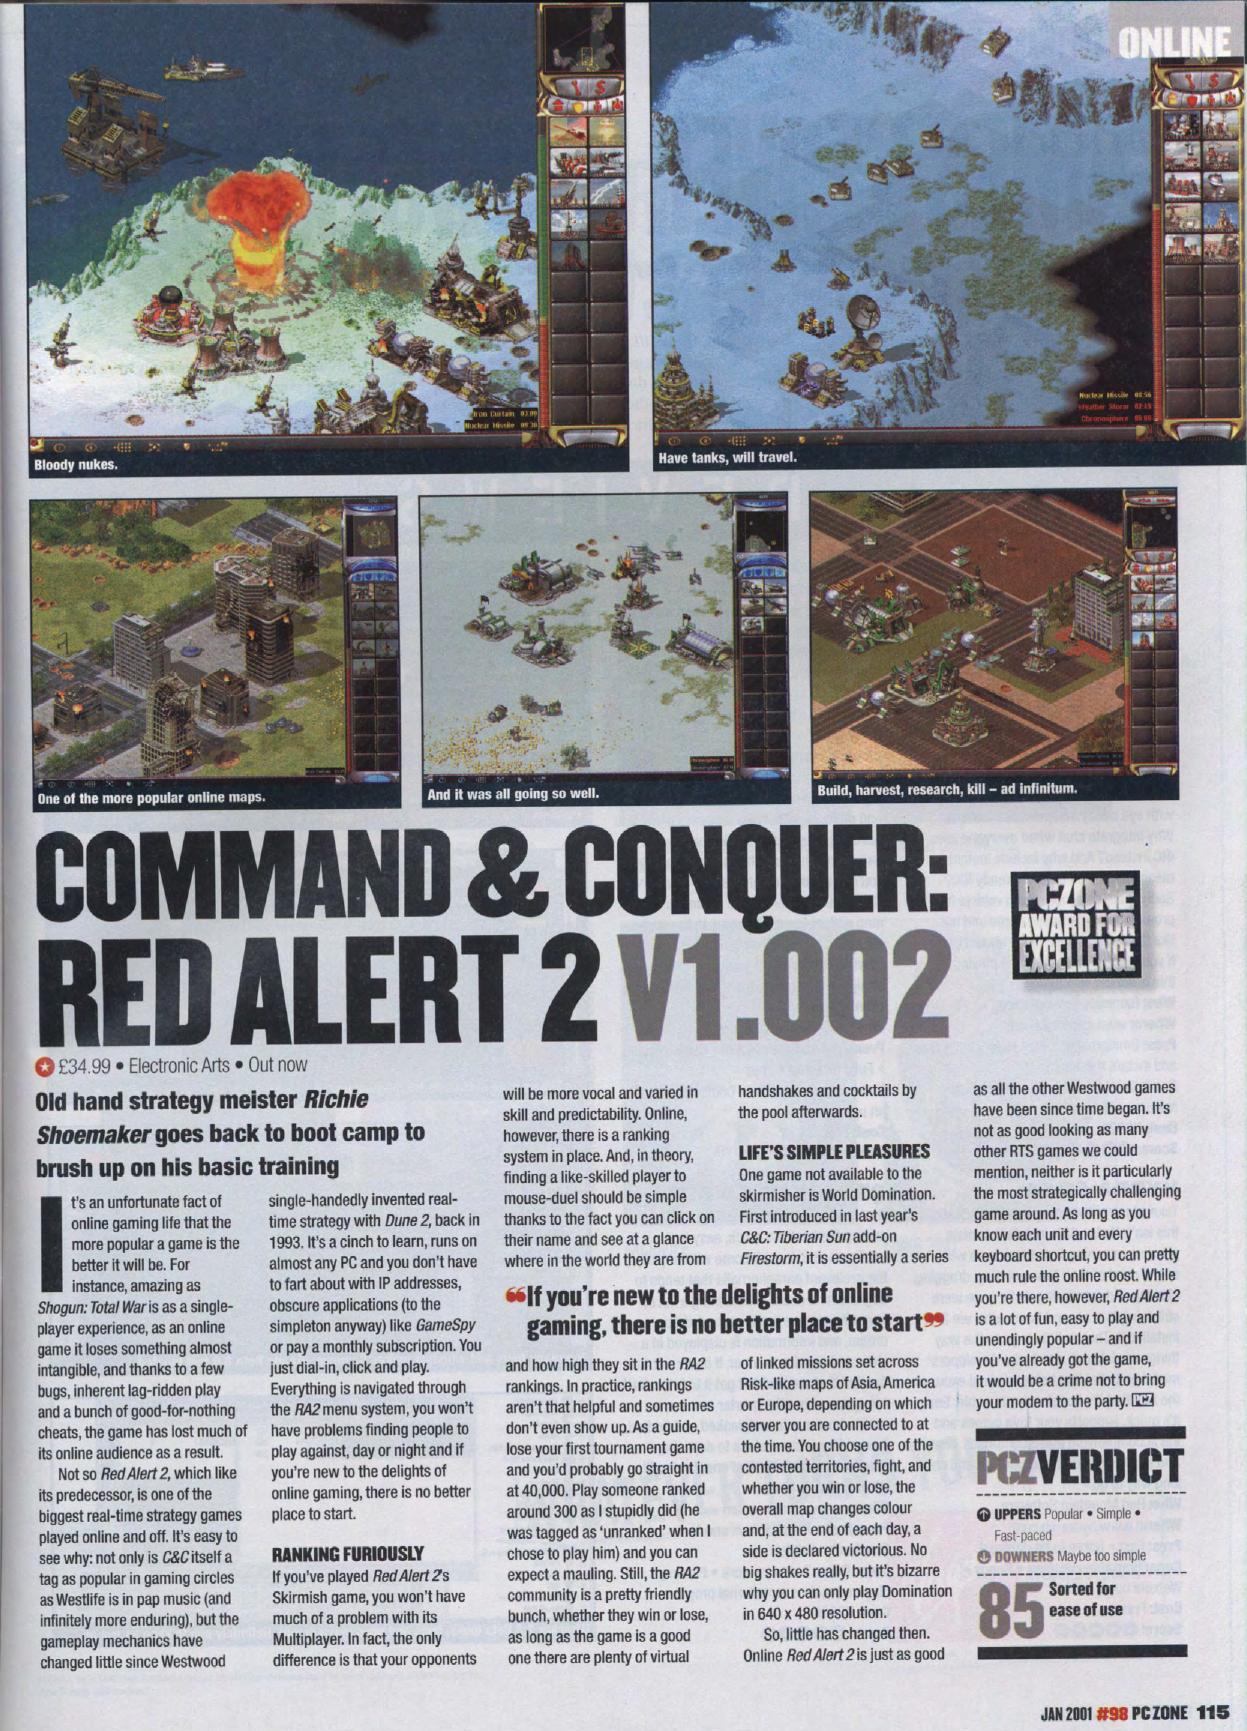 ONLINE
Bloody nukes.
Have tanks, will travel.
One of the more popular online maps.
And it was all going so well.
Build, harvest, research, kill – ad infinitum.
COMMAND & CONQUER:
RED ALERT 2 V1.002
PCZONE
AWARD FOR
EXCELLENCE
£34.99 • Electronic Arts • Out now
Old hand strategy meister Richie
Shoemaker goes back to boot camp to
brush up on his basic training
It's an unfortunate fact of
online gaming life that the
more popular a game is the
better it will be. For
instance, amazing as
Shogun: Total War is as a single-
player experience, as an online
game it loses something almost
intangible, and thanks to a few
bugs, inherent lag-ridden play
and a bunch of good-for-nothing
cheats, the game has lost much of
its online audience as a result.
Not so Red Alert 2, which like
its predecessor, is one of the
biggest real-time strategy games
played online and off. It's easy to
see why: not only is C&C itself a
tag as popular in gaming circles
as Westlife is in pap music (and
infinitely more enduring), but the
gameplay mechanics have
changed little since Westwood
single-handedly invented real-
time strategy with Dune 2, back in
1993. It's a cinch to learn, runs on
almost any PC and you don't have
to fart about with IP addresses,
obscure applications (to the
simpleton anyway) like GameSpy
or pay a monthly subscription. You
just dial-in, click and play.
Everything is navigated through
the RA2 menu system, you won't
have problems finding people to
play against, day or night and if
you're new to the delights of
online gaming, there is no better
place to start.
RANKING FURIOUSLY
If you've played Red Alert 2's
Skirmish game, you won't have
much of a problem with its
Multiplayer. In fact, the only
difference is that your opponents
will be more vocal and varied in
skill and predictability. Online,
however, there is a ranking
system in place. And, in theory,
finding a like-skilled player to
mouse-duel should be simple
thanks to the fact you can click on
their name and see at a glance
where in the world they are from
“If you're new to the delights of online
gaming, there is no better place to start”
and how high they sit in the RA2
rankings. In practice, rankings
aren't that helpful and sometimes
don't even show up. As a guide,
lose your first tournament game
and you'd probably go straight in
at 40,000. Play someone ranked
around 300 as I stupidly did (he
was tagged as 'unranked' when I
chose to play him) and you can
expect a mauling. Still, the RA2
community is a pretty friendly
bunch, whether they win or lose,
as long as the game is a good
one there are plenty of virtual
handshakes and cocktails by
the pool afterwards.
LIFE'S SIMPLE PLEASURES
One game not available to the
skirmisher is World Domination.
First introduced in last year's
C&C: Tiberian Sun add-on
Firestorm, it is essentially a series
of linked missions set across
Risk-like maps of Asia, America
or Europe, depending on which
server you are connected to at
the time. You choose one of the
contested territories, fight, and
whether you win or lose, the
overall map changes colour
and, at the end of each day, a
side is declared victorious. No
big shakes really, but it's bizarre
why you can only play Domination
in 640 x 480 resolution.
So, little has changed then.
Online Red Alert 2 is just as good
as all the other Westwood games
have been since time began. It's
not as good looking as many
other RTS games we could
mention, neither is it particularly
the most strategically challenging
game around. As long as you
know each unit and every
keyboard shortcut, you can pretty
much rule the online roost. While
you're there, however, Red Alert 2
is a lot of fun, easy to play and
unendingly popular – and if
you've already got the game,
it would be a crime not to bring
your modem to the party. PCZ
PCZVERDICT
UPPERS Popular • Simple •
Fast-paced
DOWNERS Maybe too simple
85 Sorted for
ease of use
JAN 2001 #98 PCZONE 115